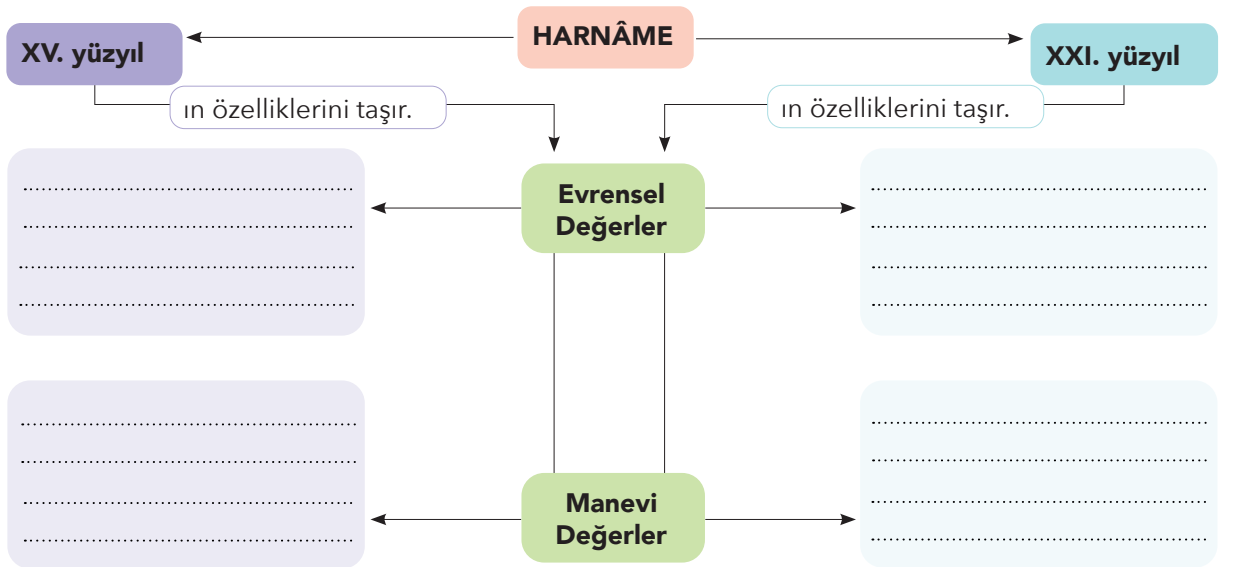 HARNÂME
XV. yüzyıl
XXI. yüzyıl
ın özelliklerini taşır.
ın özelliklerini taşır.
Evrensel
Değerler
Manevi
Değerler